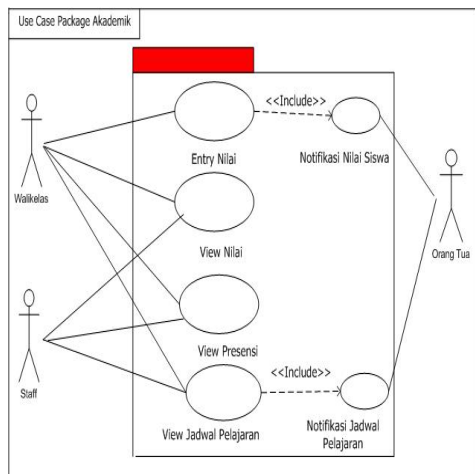 Use Case Package Akademik
<<Include>>
Entry Nilai
Notifikasi Nilai Siswa
Walikelas
View Nilai
Orang Tua
View Presensi
<<Include>>
Staff
View Jadwal Pelajaran
Notifikasi Jadwal
Pelajaran